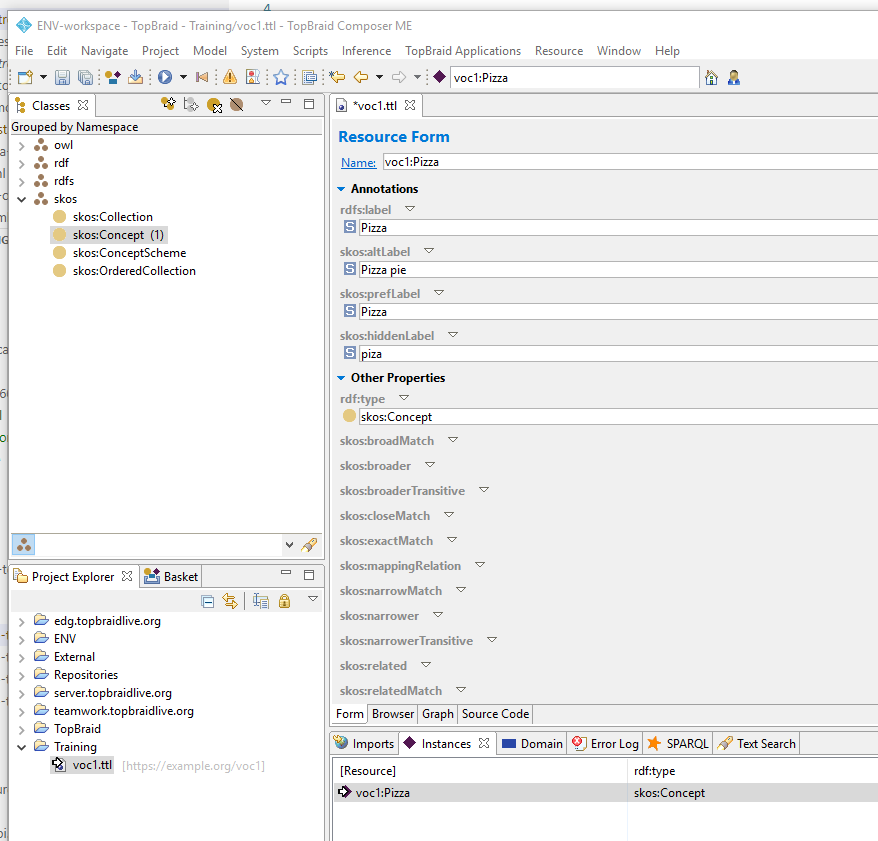 4
ENV-workspace - TopBraid - Training/voc1.ttl - TopBraid Composer ME
File Edit Navigate Project Model System Scripts Inference TopBraid Applications Resource Window Help
voc1:Pizza
Classes
Grouped by Namespace
owl
rdf
rdfs
skos
skos:Collection
skos:Concept (1)
skos:ConceptScheme
skos:OrderedCollection
*voc1.ttl
Resource Form
Name: voc1:Pizza
Annotations
rdfs:label
S Pizza
skos:altLabel
S Pizza pie
skos:prefLabel
S Pizza
skos:hiddenLabel
S piza
Other Properties
rdf:type
skos:Concept
skos:broadMatch
skos:broader
skos:broaderTransitive
skos:closeMatch
skos:exactMatch
skos:mappingRelation
skos:narrowMatch
skos:narrower
skos:narrowerTransitive
skos:related
skos:relatedMatch
Form Browser Graph Source Code
Project Explorer Basket
edg.topbraidlive.org
ENV
External
Repositories
server.topbraidlive.org
teamwork.topbraidlive.org
TopBraid
Training
voc1.ttl [https://example.org/voc1]
Imports Instances Domain Error Log SPARQL Text Search
[Resource] rdf:type
voc1:Pizza skos:Concept